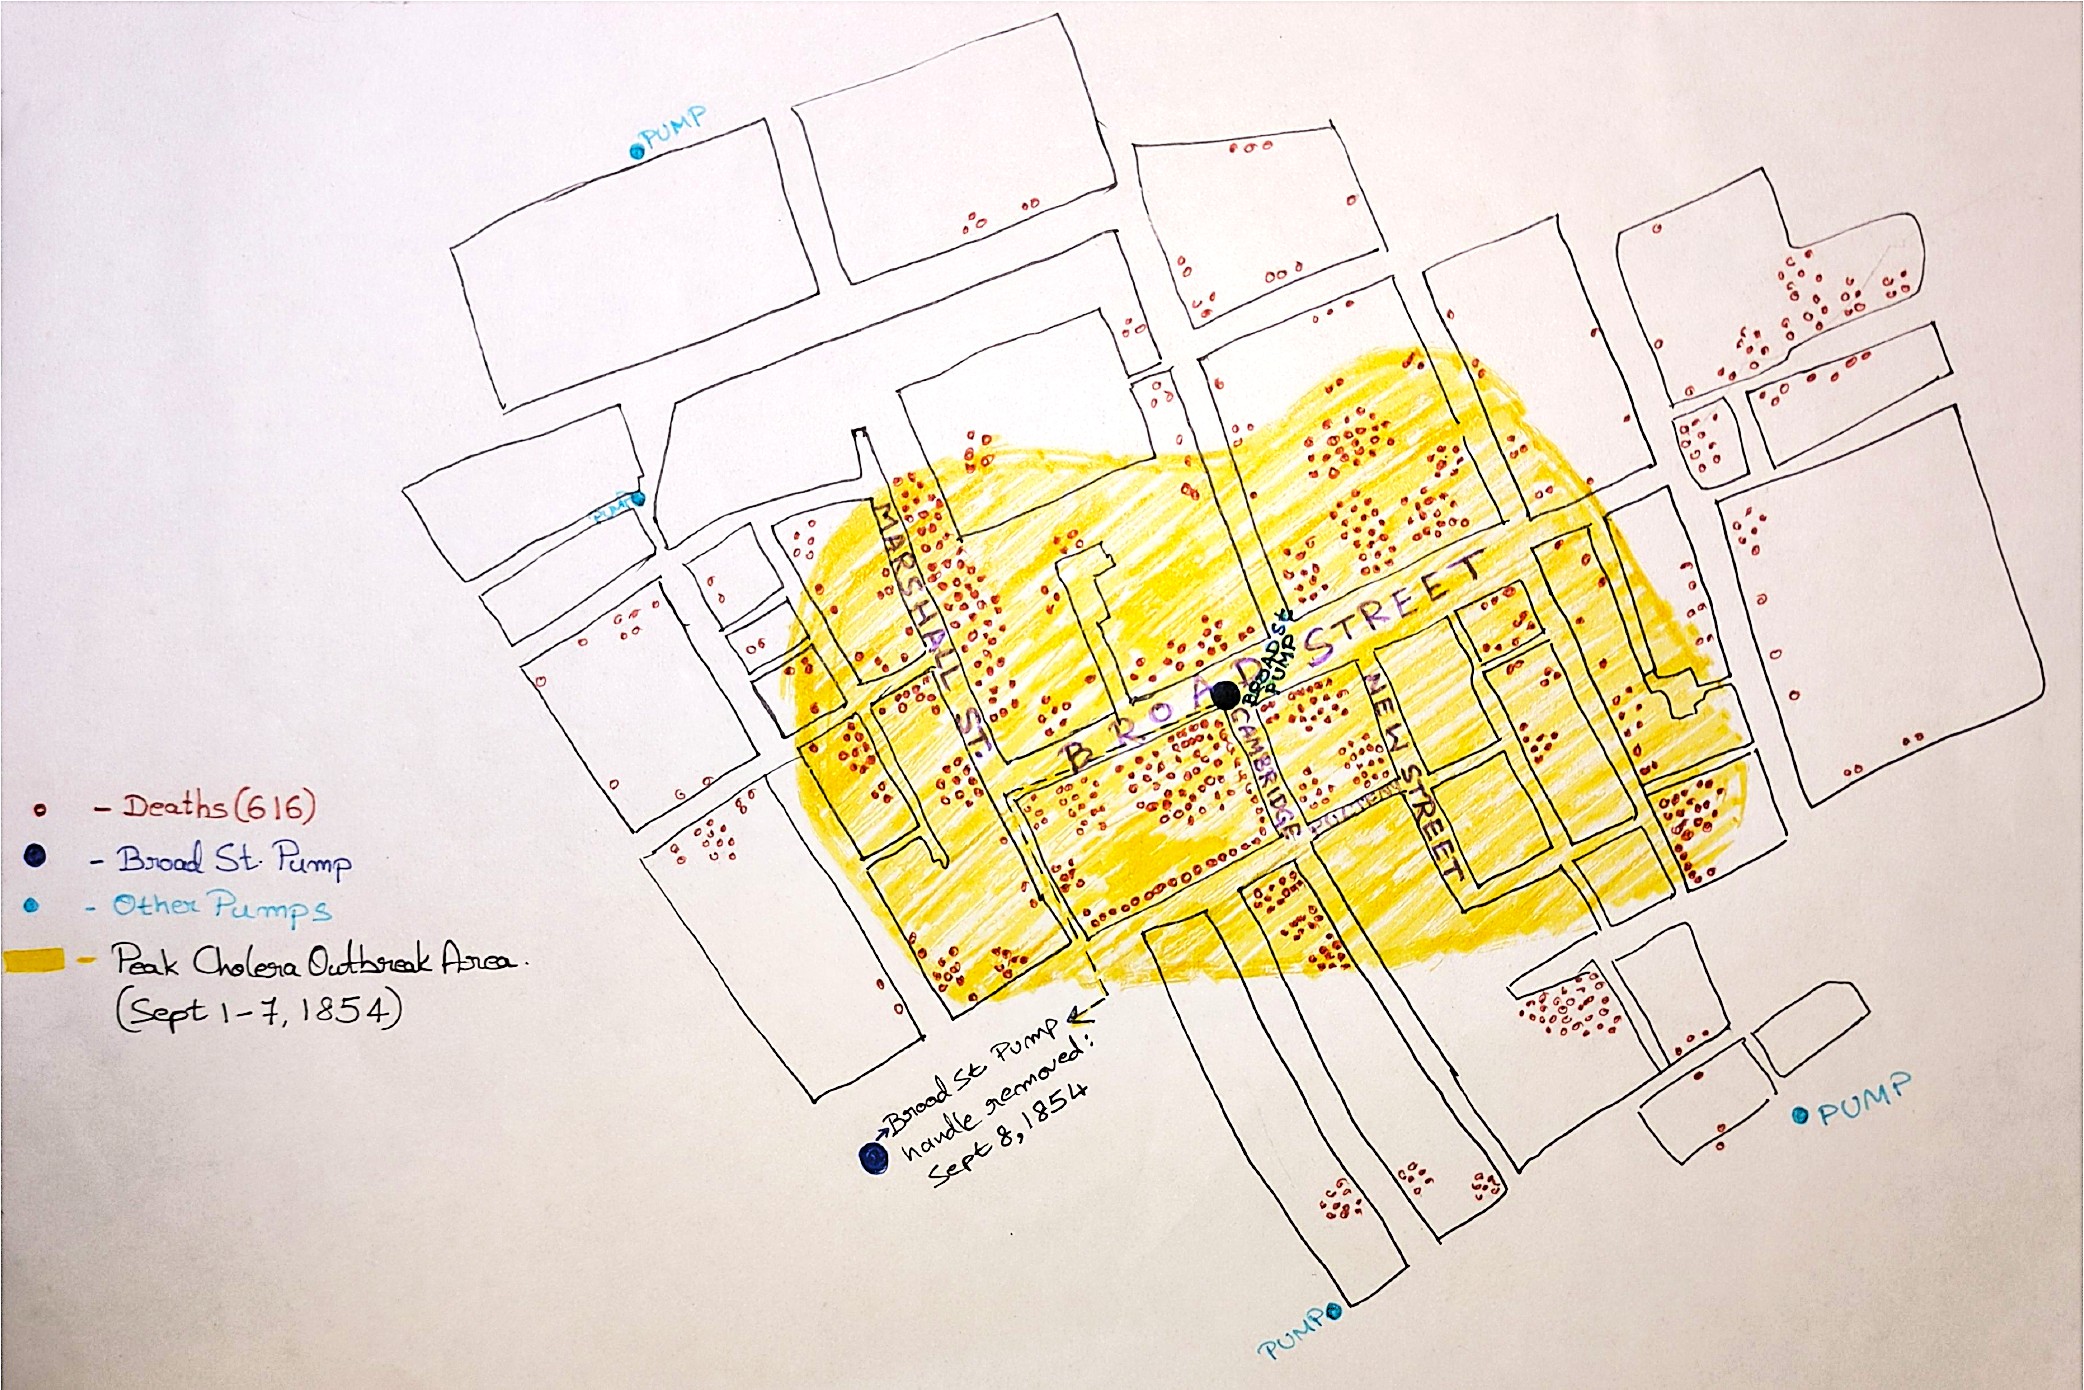 PUMP
PUMP
MARSHALL ST.
BROAD STREET
BROAD ST
PUMP
CAMBRIDGE
NEW STREET
- Deaths (616)
- Broad St. Pump
- Other Pumps
- Peak Cholera Outbreak Area.
(Sept 1-7, 1854)
Broad St Pump
handle removed:
Sept 8, 1854
PUMP
PUMP